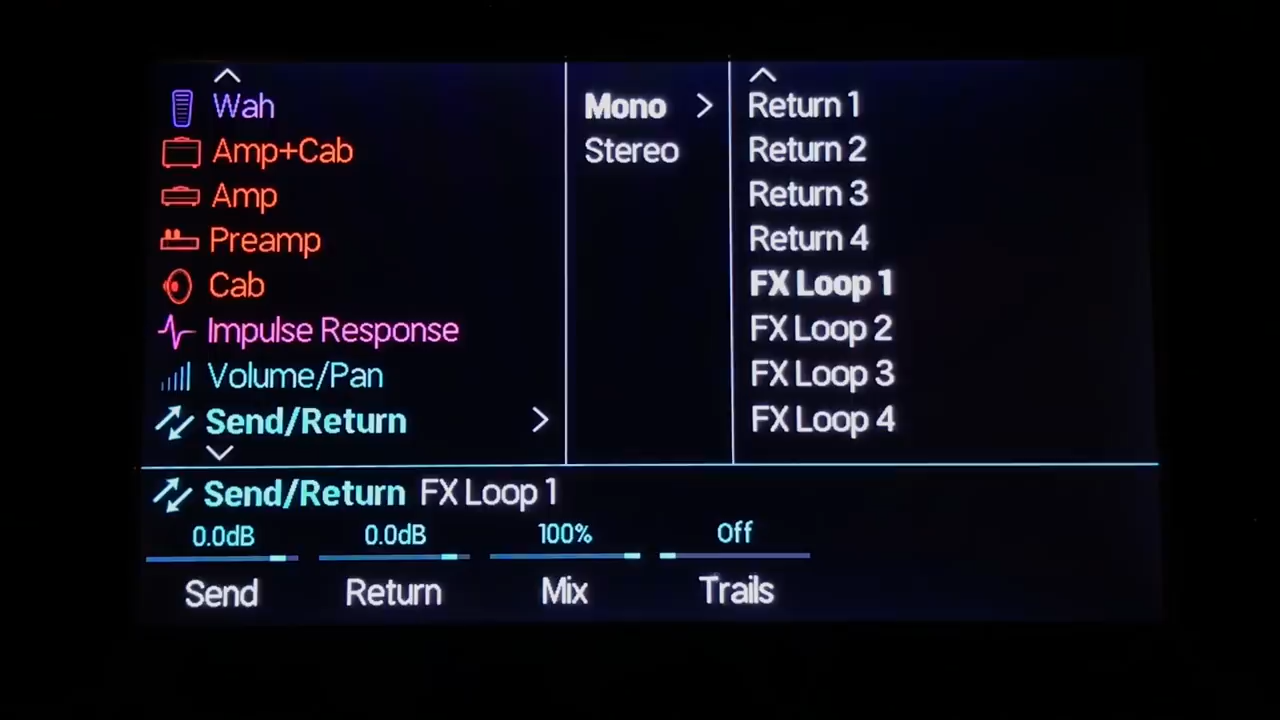 Wah
Amp+Cab
Amp
Preamp
Cab
Impulse Response
Volume/Pan
Send/Return >
Mono >
Stereo
Return 1
Return 2
Return 3
Return 4
FX Loop 1
FX Loop 2
FX Loop 3
FX Loop 4
Send/Return FX Loop 1
0.0dB 0.0dB 100% Off
Send Return Mix Trails